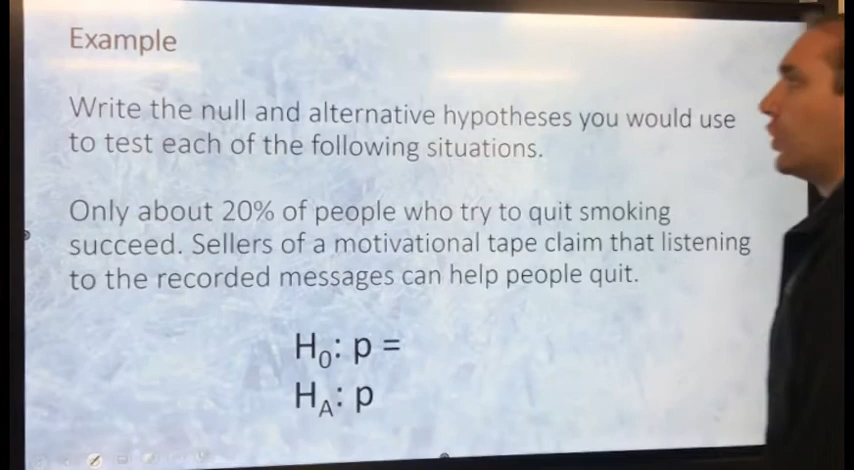 Example
Write the null and alternative hypotheses you would use
to test each of the following situations.
Only about 20% of people who try to quit smoking
succeed. Sellers of a motivational tape claim that listening
to the recorded messages can help people quit.
H₀: p =
Hₐ: p